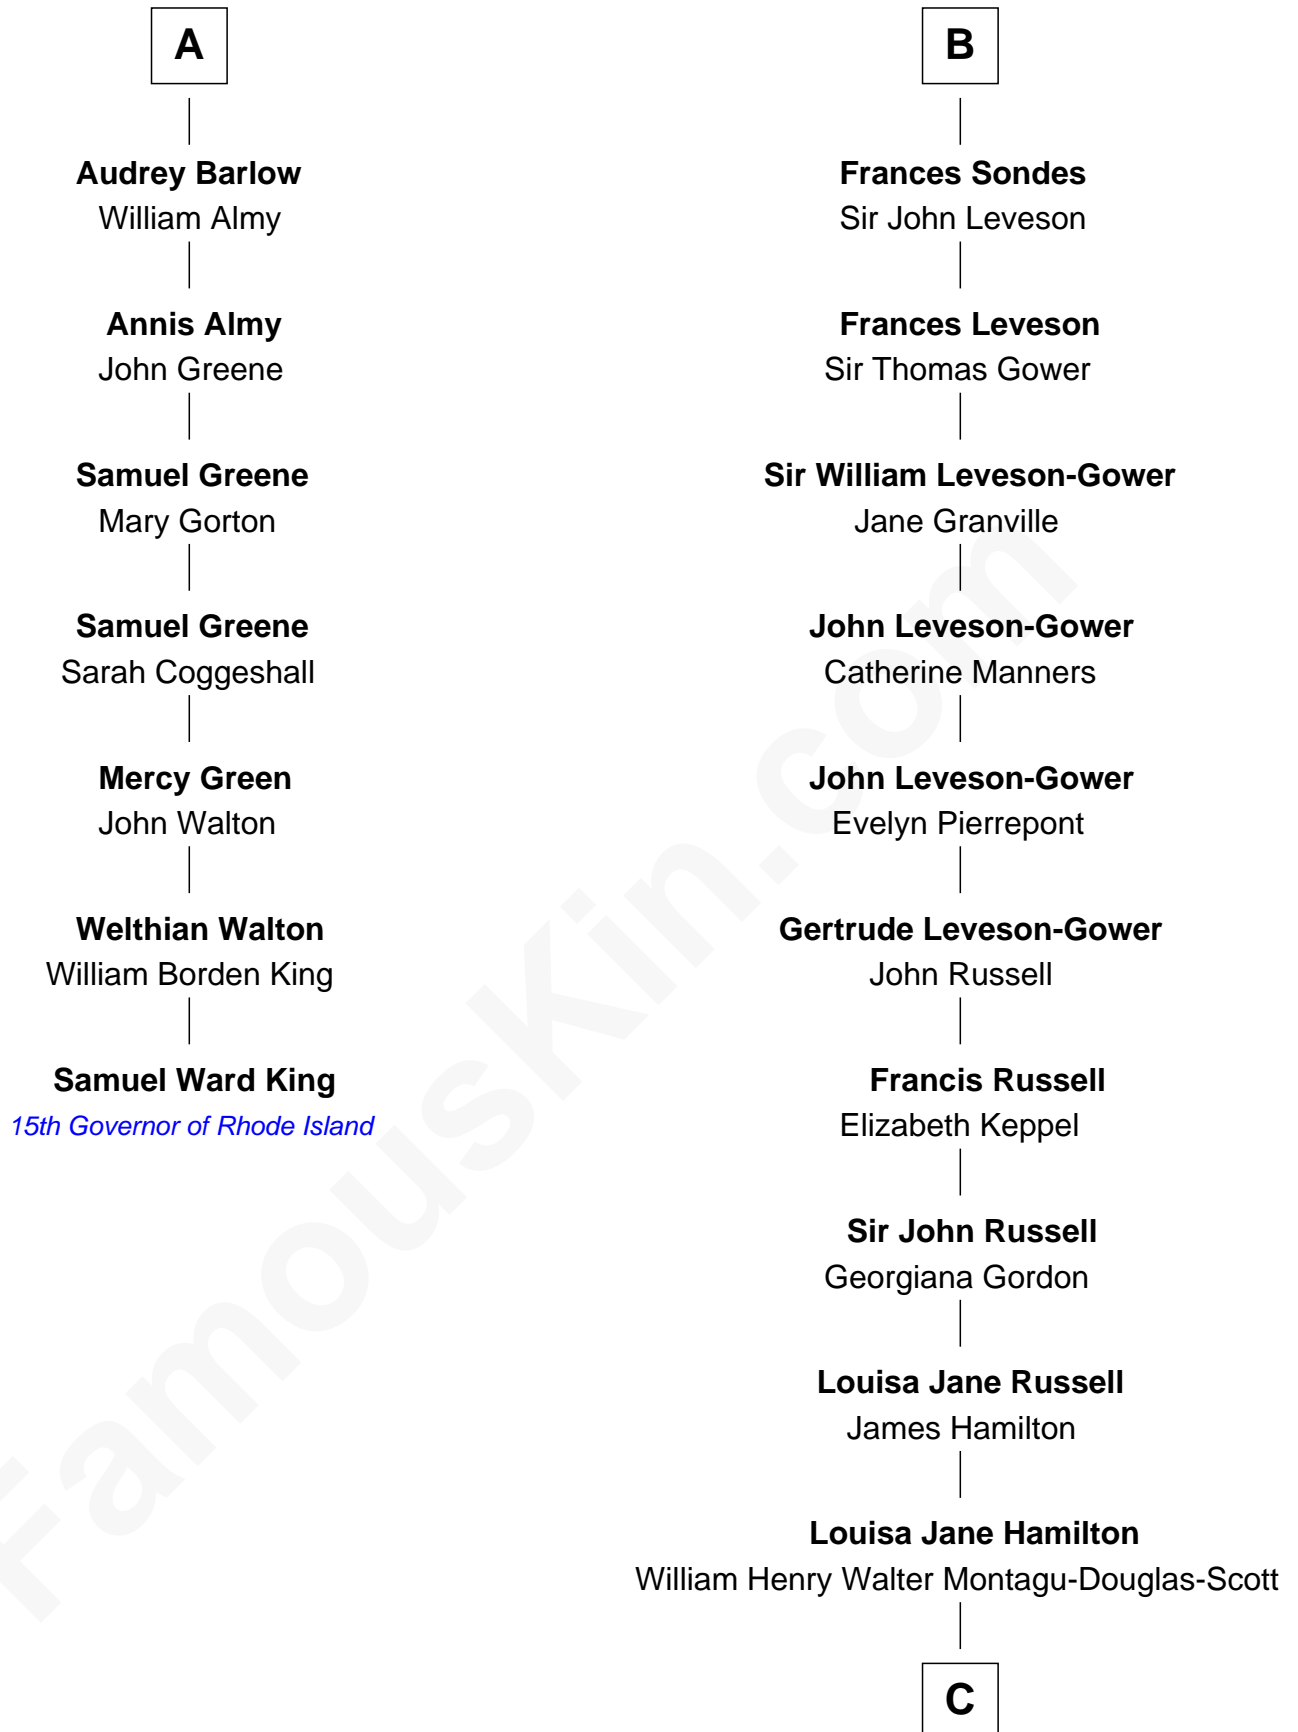 A
Audrey Barlow
William Almy
Annis Almy
John Greene
Samuel Greene
Mary Gorton
Samuel Greene
Sarah Coggeshall
Mercy Green
John Walton
Welthian Walton
William Borden King
Samuel Ward King
15th Governor of Rhode Island
B
Frances Sondes
Sir John Leveson
Frances Leveson
Sir Thomas Gower
Sir William Leveson-Gower
Jane Granville
John Leveson-Gower
Catherine Manners
John Leveson-Gower
Evelyn Pierrepont
Gertrude Leveson-Gower
John Russell
Francis Russell
Elizabeth Keppel
Sir John Russell
Georgiana Gordon
Louisa Jane Russell
James Hamilton
Louisa Jane Hamilton
William Henry Walter Montagu-Douglas-Scott
C
FamousKin.com